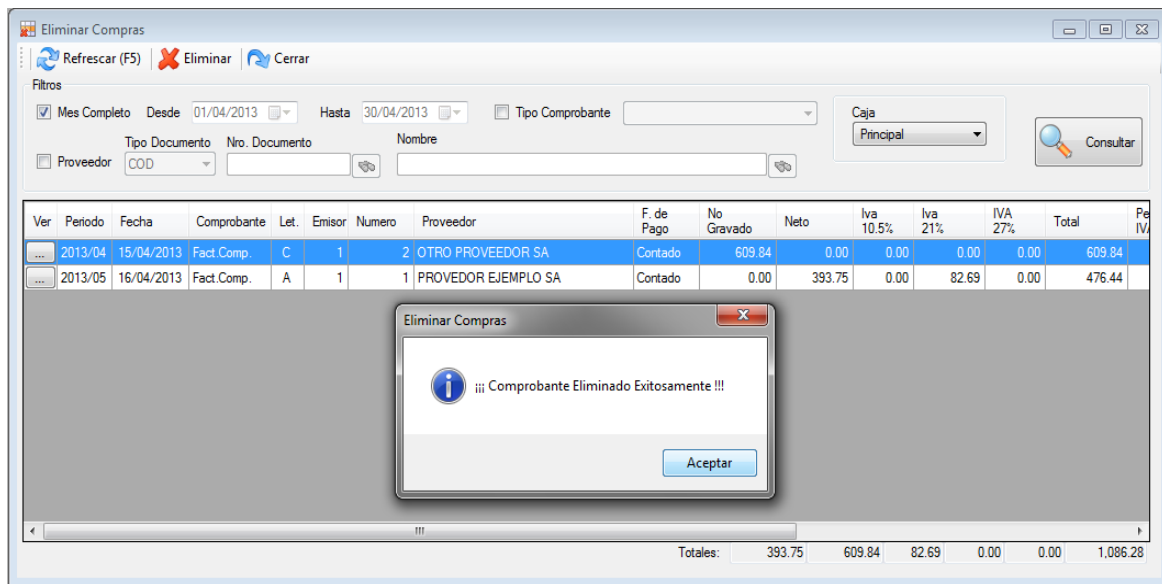 Eliminar Compras
Refrescar (F5) Eliminar Cerrar
Filtros
Mes Completo Desde 01/04/2013 Hasta 30/04/2013 Tipo Comprobante Caja
Principal
Consultar
Tipo Documento Nro. Documento Nombre
Proveedor COD
Ver Periodo Fecha Comprobante Let. Emisor Numero Proveedor F. de Pago No Gravado Neto Iva 10.5% Iva 21% IVA 27% Total Pe IV
... 2013/04 15/04/2013 Fact.Comp. C 1 2 OTRO PROVEEDOR SA Contado 609.84 0.00 0.00 0.00 0.00 609.84
... 2013/05 16/04/2013 Fact.Comp. A 1 1 PROVEDOR EJEMPLO SA Contado 0.00 393.75 0.00 82.69 0.00 476.44
Eliminar Compras
¡¡¡ Comprobante Eliminado Exitosamente !!!
Aceptar
Totales: 393.75 609.84 82.69 0.00 0.00 1,086.28